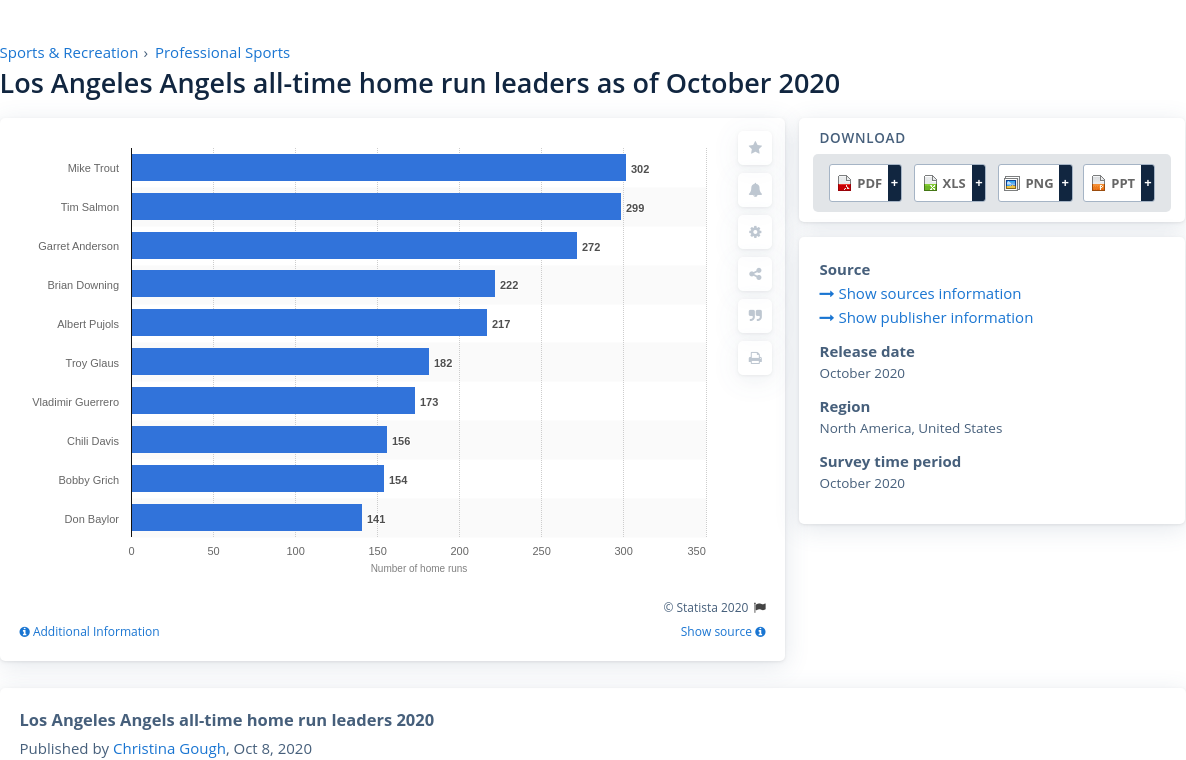 Sports & Recreation › Professional Sports
Los Angeles Angels all-time home run leaders as of October 2020
Mike Trout 302
Tim Salmon 299
Garret Anderson 272
Brian Downing 222
Albert Pujols 217
Troy Glaus 182
Vladimir Guerrero 173
Chili Davis 156
Bobby Grich 154
Don Baylor 141
0 50 100 150 200 250 300 350
Number of home runs
© Statista 2020
Additional Information Show source
DOWNLOAD
PDF + XLS + PNG + PPT +
Source
Show sources information
Show publisher information
Release date
October 2020
Region
North America, United States
Survey time period
October 2020
Los Angeles Angels all-time home run leaders 2020
Published by Christina Gough, Oct 8, 2020